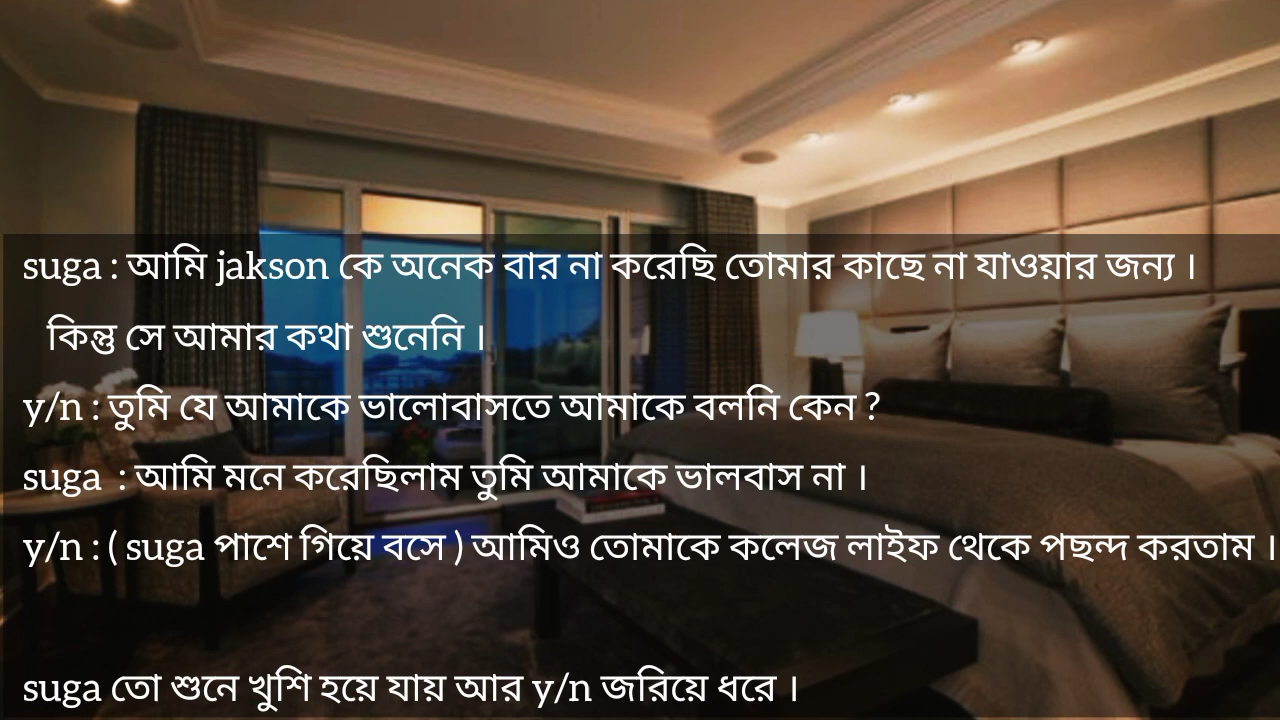 suga : আমি jakson কে অনেক বার না করেছি তোমার কাছে না যাওয়ার জন্য ।
কিন্তু সে আমার কথা শুনেনি ।
y/n : তুমি যে আমাকে ভালোবাসতে আমাকে বলনি কেন ?
suga : আমি মনে করেছিলাম তুমি আমাকে ভালবাস না ।
y/n : ( suga পাশে গিয়ে বসে ) আমিও তোমাকে কলেজ লাইফ থেকে পছন্দ করতাম ।
suga তো শুনে খুশি হয়ে যায় আর y/n জরিয়ে ধরে ।